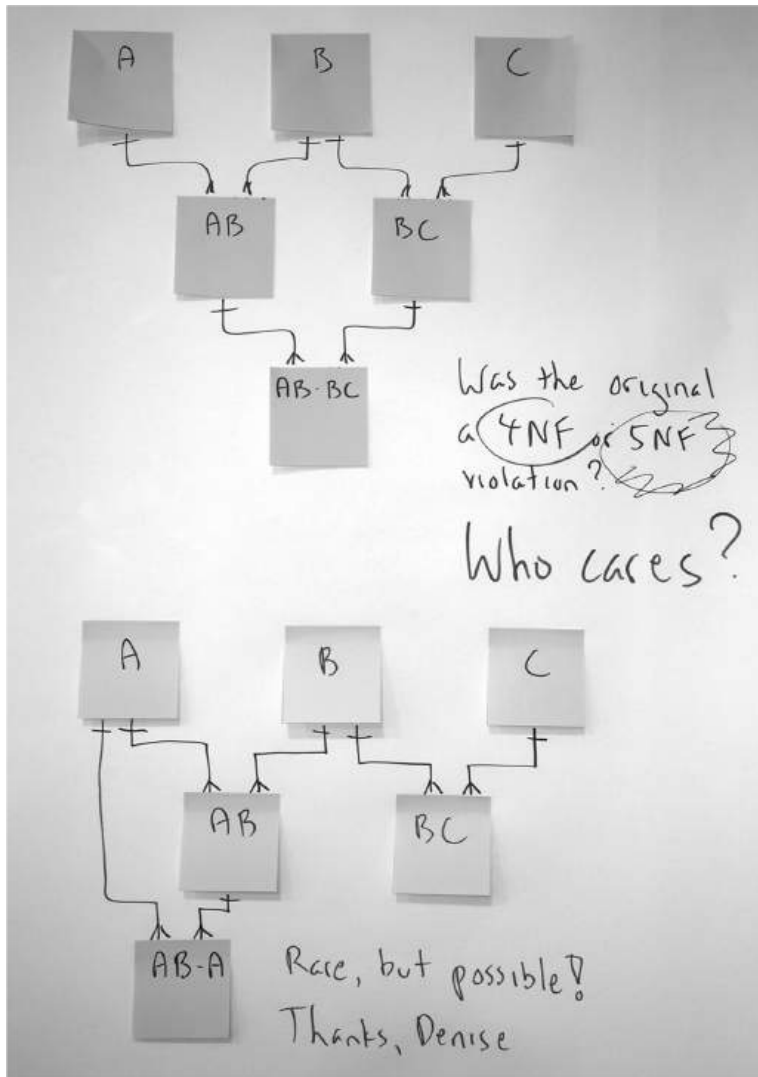 A B C
AB BC
AB-BC
Was the original
a 4NF or 5NF
violation?
Who cares?
A B C
AB BC
AB-A
Rare, but possible!
Thanks, Denise